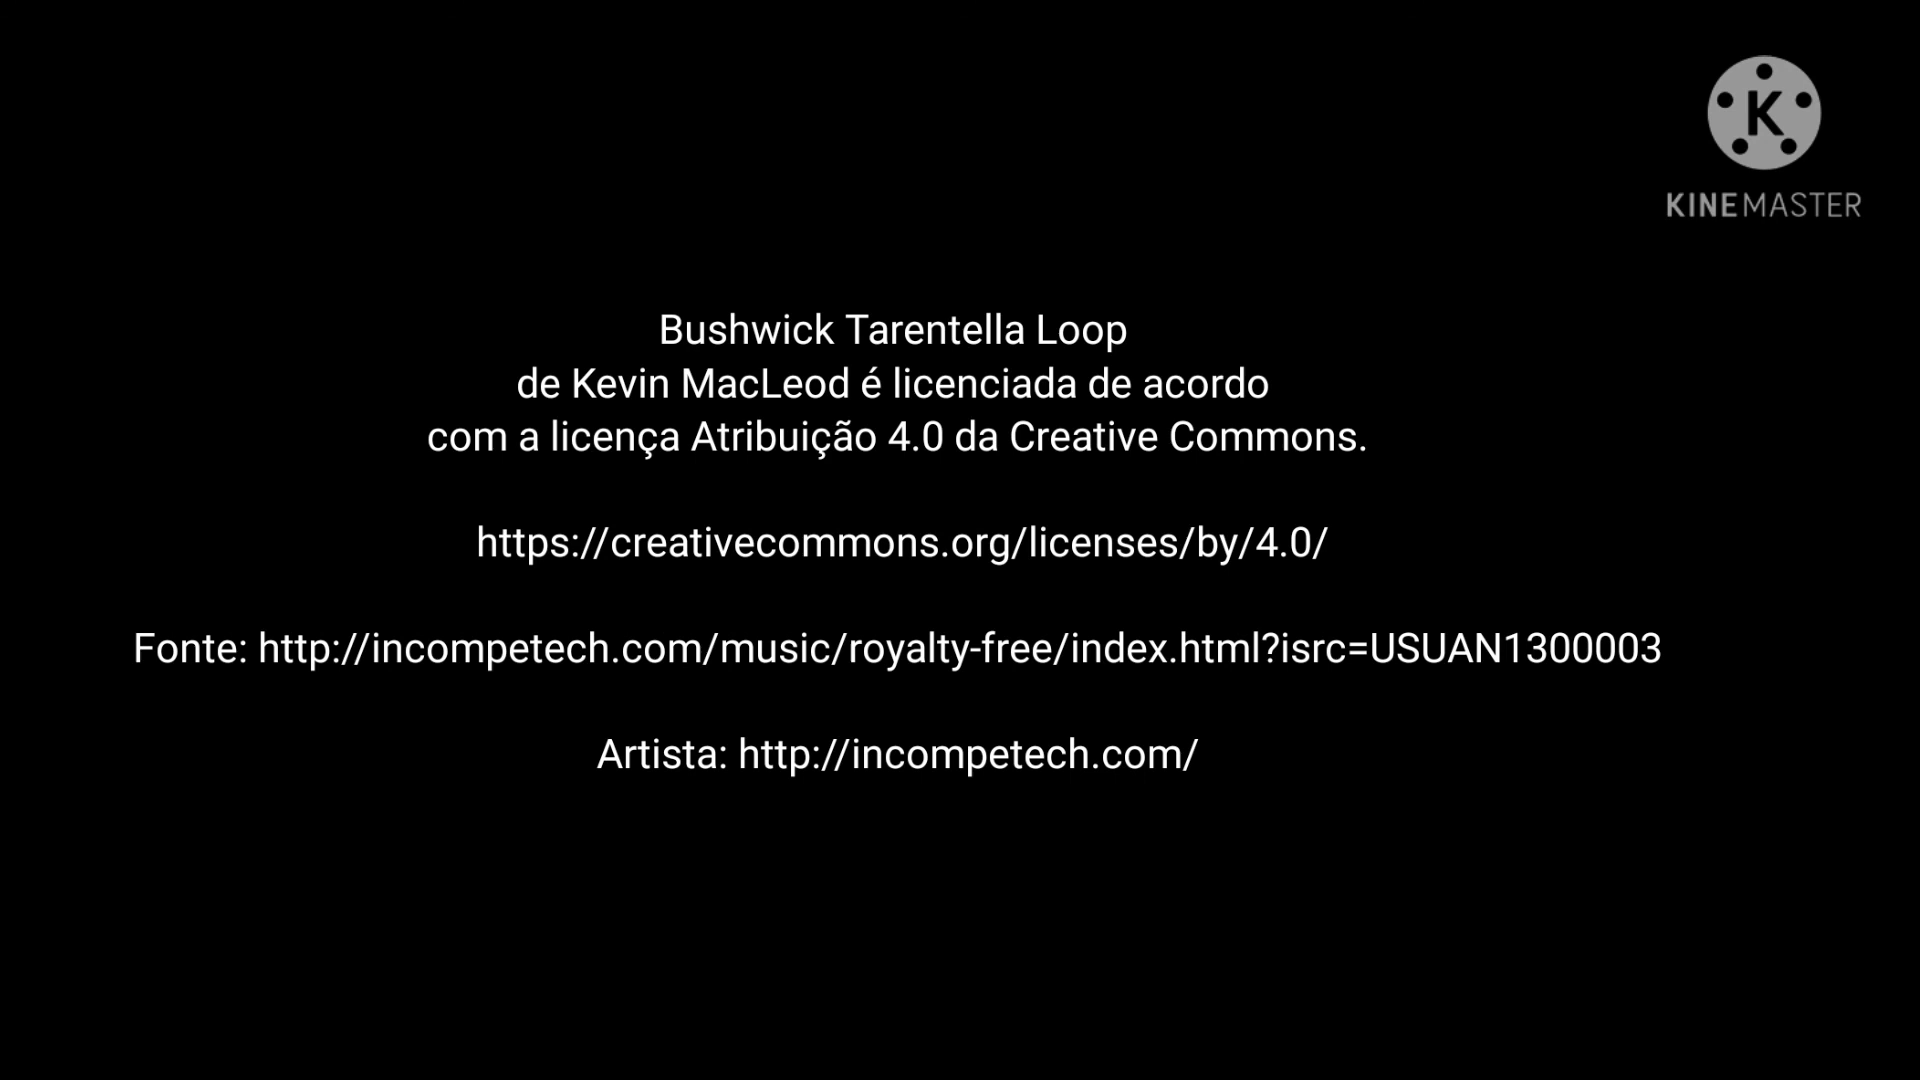 K
KINEMASTER
Bushwick Tarentella Loop
de Kevin MacLeod é licenciada de acordo
com a licença Atribuição 4.0 da Creative Commons.
https://creativecommons.org/licenses/by/4.0/
Fonte: http://incompetech.com/music/royalty-free/index.html?isrc=USUAN1300003
Artista: http://incompetech.com/